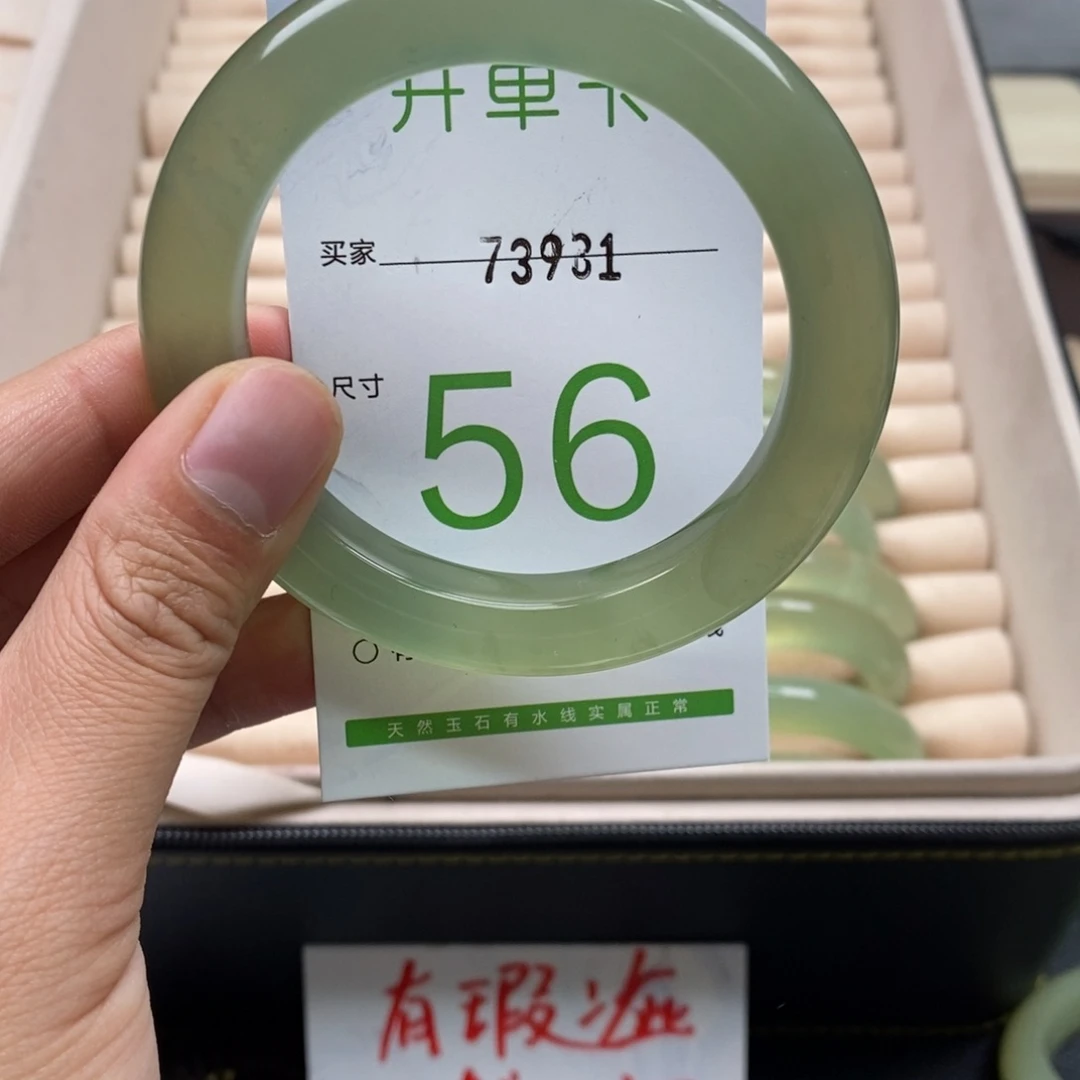 开单卡
买家 73931
尺寸 56
天然玉石有水线实属正常
有瑕疵